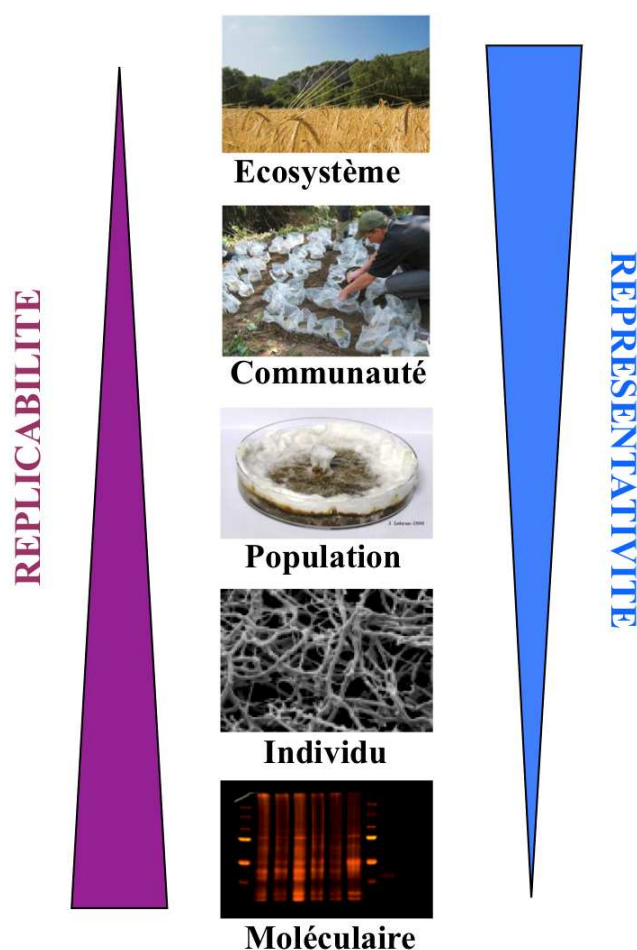 Ecosystème
Communauté
Population
Individu
Moléculaire
REPLICABILITE
REPRESENTATIVITE